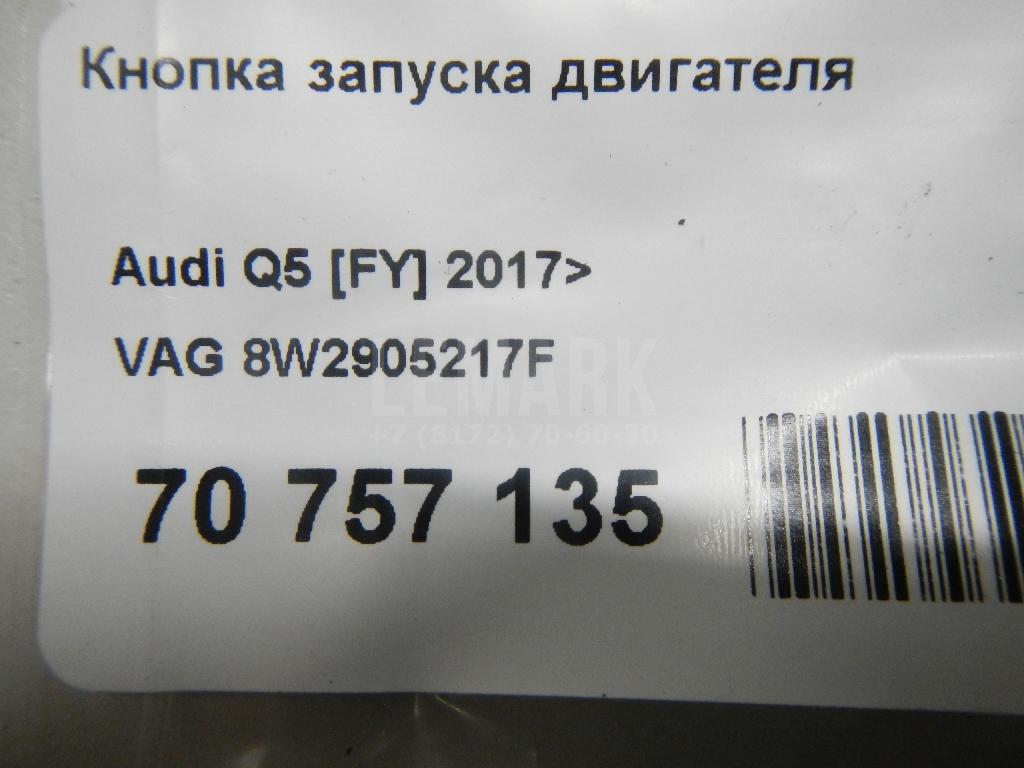 Кнопка запуска двигателя
Audi Q5 [FY] 2017>
VAG 8W2905217F
LEMARK
+7 (8172) 70-60-30
70 757 135